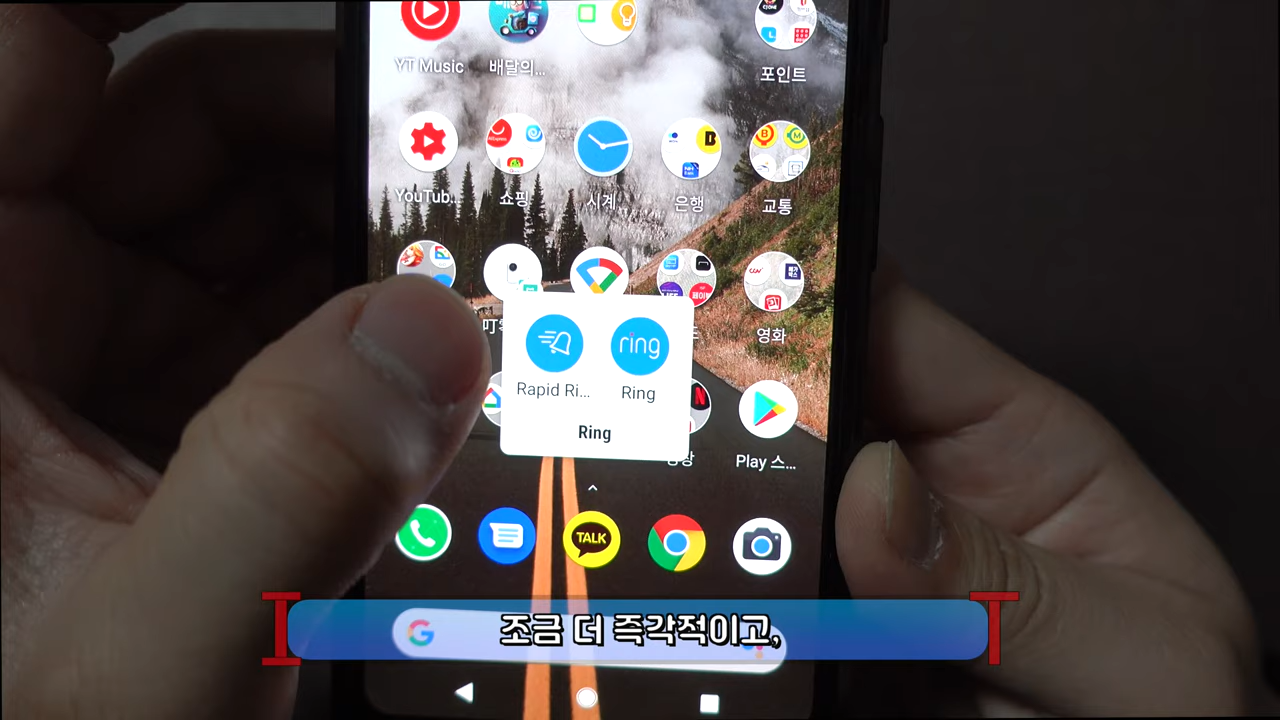 YT Music
배달의...
포인트
YouTub...
쇼핑
시계
은행
교통
영화
ring
Rapid Ri...
Ring
Ring
Play 스...
TALK
조금 더 즉각적이고,
I
T